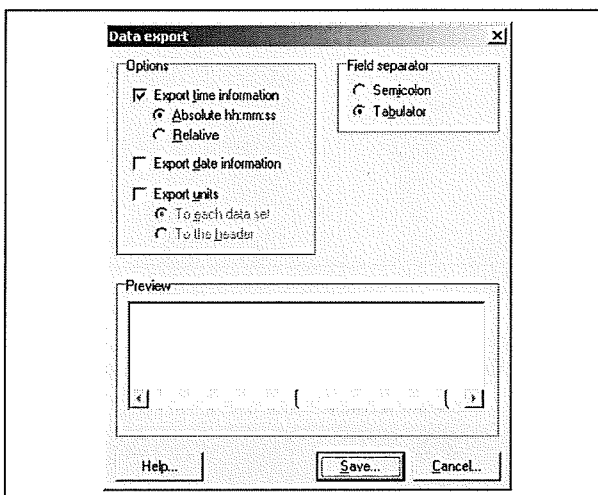 Data export
Options
Export time information
Absolute hh:mm:ss
Relative
Export date information
Export units
To each data set
To the header
Field separator
Semicolon
Tabulator
Preview
Help...
Save...
Cancel...